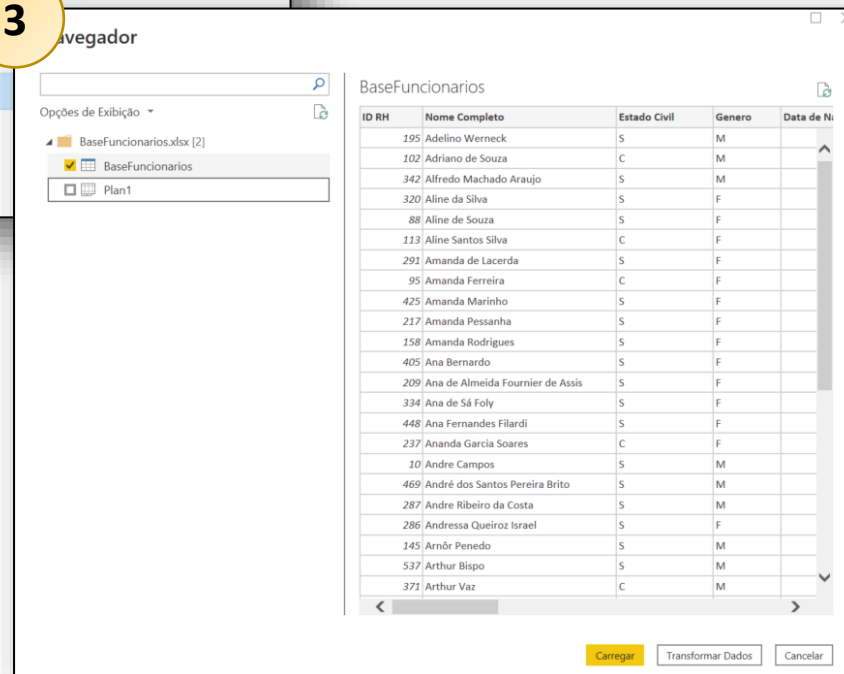 3
avegador
Opções de Exibição
BaseFuncionarios.xlsx [2]
BaseFuncionarios
Plan1
BaseFuncionarios
ID RH Nome Completo Estado Civil Genero Data de Na
195 Adelino Werneck S M
102 Adriano de Souza C M
342 Alfredo Machado Araujo S M
320 Aline da Silva S F
88 Aline de Souza S F
113 Aline Santos Silva C F
291 Amanda de Lacerda S F
95 Amanda Ferreira C F
425 Amanda Marinho S F
217 Amanda Pessanha S F
158 Amanda Rodrigues S F
405 Ana Bernardo S F
209 Ana de Almeida Fournier de Assis S F
334 Ana de Sá Foly S F
448 Ana Fernandes Filardi S F
237 Ananda Garcia Soares C F
10 Andre Campos S M
469 André dos Santos Pereira Brito S M
287 Andre Ribeiro da Costa S M
286 Andressa Queiroz Israel S F
145 Arnôr Penedo S M
537 Arthur Bispo S M
371 Arthur Vaz C M
Carregar Transformar Dados Cancelar